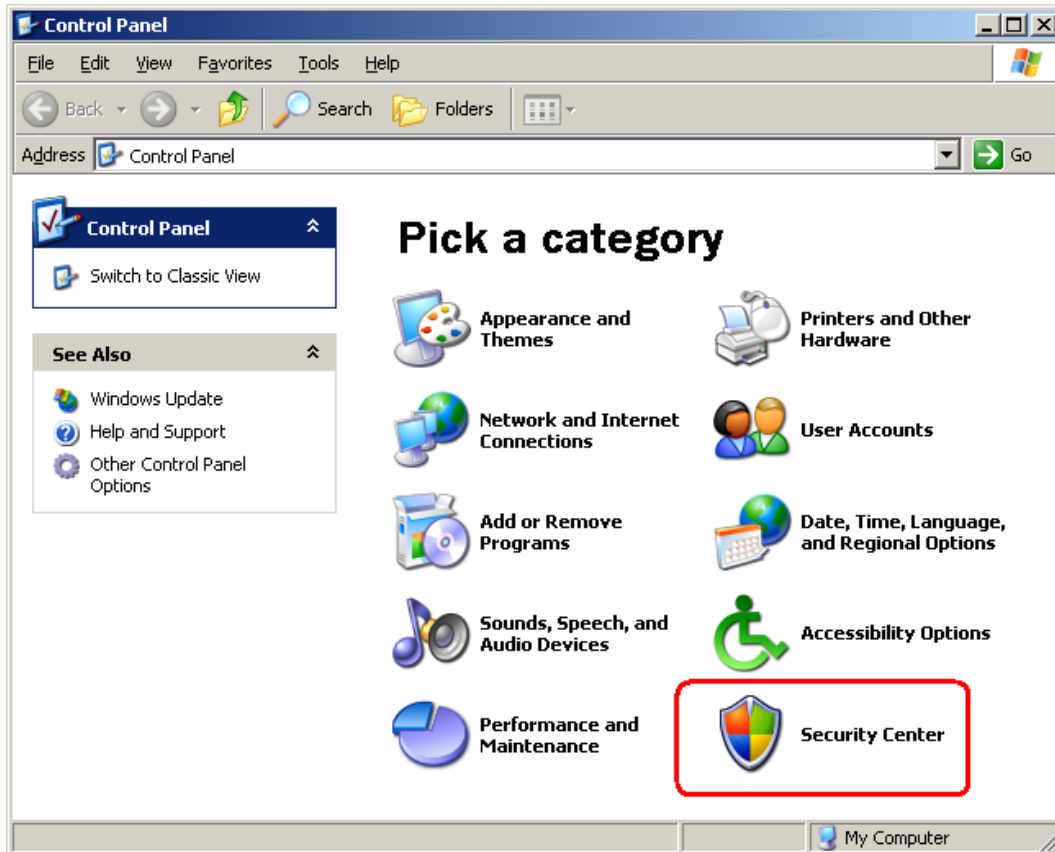 Control Panel
File Edit View Favorites Tools Help
Back Search Folders
Address Control Panel Go
Control Panel
Switch to Classic View
See Also
Windows Update
Help and Support
Other Control Panel
Options
Pick a category
Appearance and
Themes
Printers and Other
Hardware
Network and Internet
Connections
User Accounts
Add or Remove
Programs
Date, Time, Language,
and Regional Options
Sounds, Speech, and
Audio Devices
Accessibility Options
Performance and
Maintenance
Security Center
My Computer